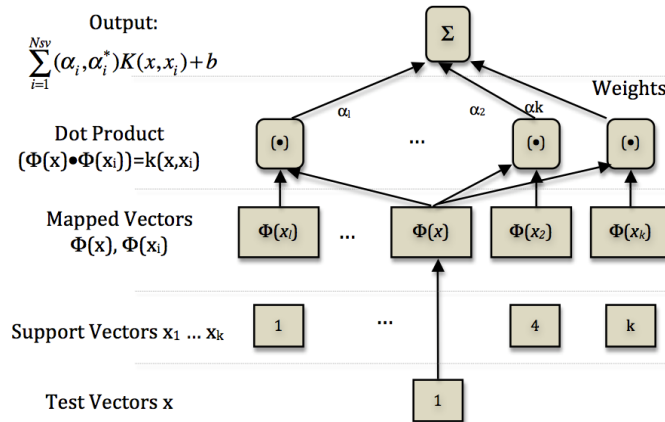 Output:
Σ
Nsv
∑ (αᵢ,αᵢ*)K(x,xᵢ)+b
i=1
Weights
αₗ
α₂
αk
Dot Product
(Φ(x)●Φ(xᵢ))=k(x,xᵢ)
(•)
...
(•)
(•)
Mapped Vectors
Φ(x), Φ(xᵢ)
Φ(xₗ)
...
Φ(x)
Φ(x₂)
Φ(xₖ)
Support Vectors x₁ ... xₖ
1
...
4
k
Test Vectors x
1